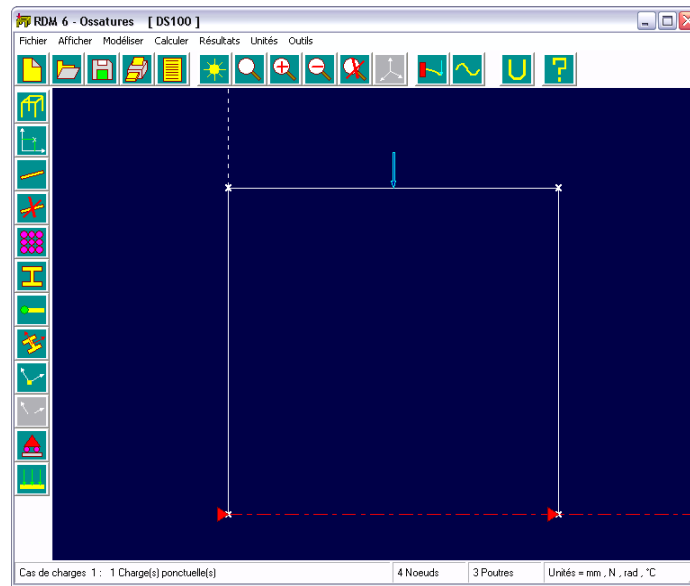 RDM 6 - Ossatures [ DS100 ]
Fichier Afficher Modéliser Calculer Résultats Unités Outils
Cas de charges 1 : 1 Charge(s) ponctuelle(s) 4 Noeuds 3 Poutres Unités = mm , N , rad , °C